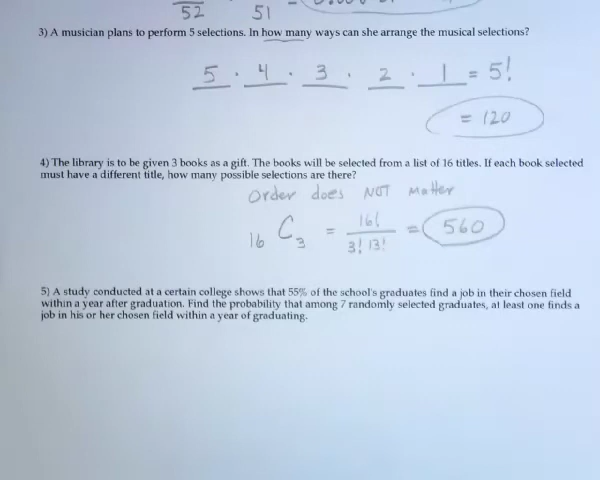 52 51
3) A musician plans to perform 5 selections. In how many ways can she arrange the musical selections?
5 · 4 · 3 · 2 · 1 = 5!
= 120
4) The library is to be given 3 books as a gift. The books will be selected from a list of 16 titles. If each book selected
must have a different title, how many possible selections are there?
Order does NOT matter
16 C 3 = 16! / 3! 13! = 560
5) A study conducted at a certain college shows that 55% of the school's graduates find a job in their chosen field
within a year after graduation. Find the probability that among 7 randomly selected graduates, at least one finds a
job in his or her chosen field within a year of graduating.